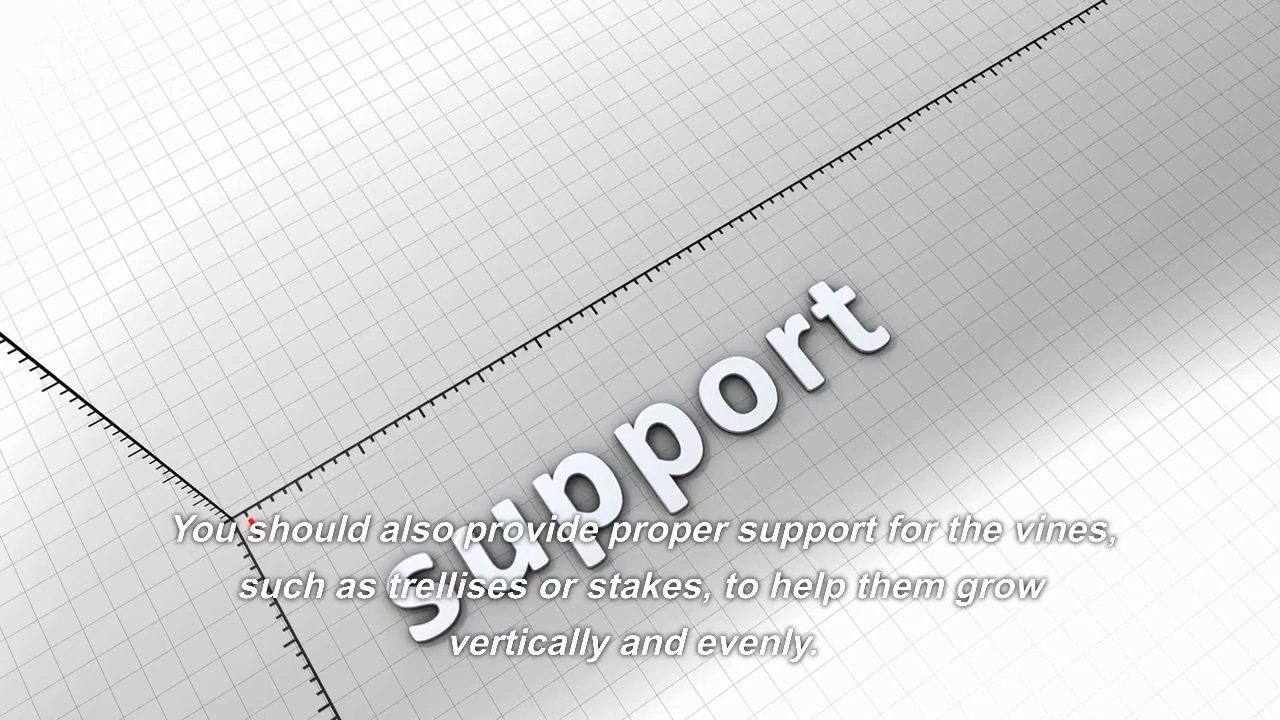 support
You should also provide proper support for the vines,
such as trellises or stakes, to help them grow
vertically and evenly.